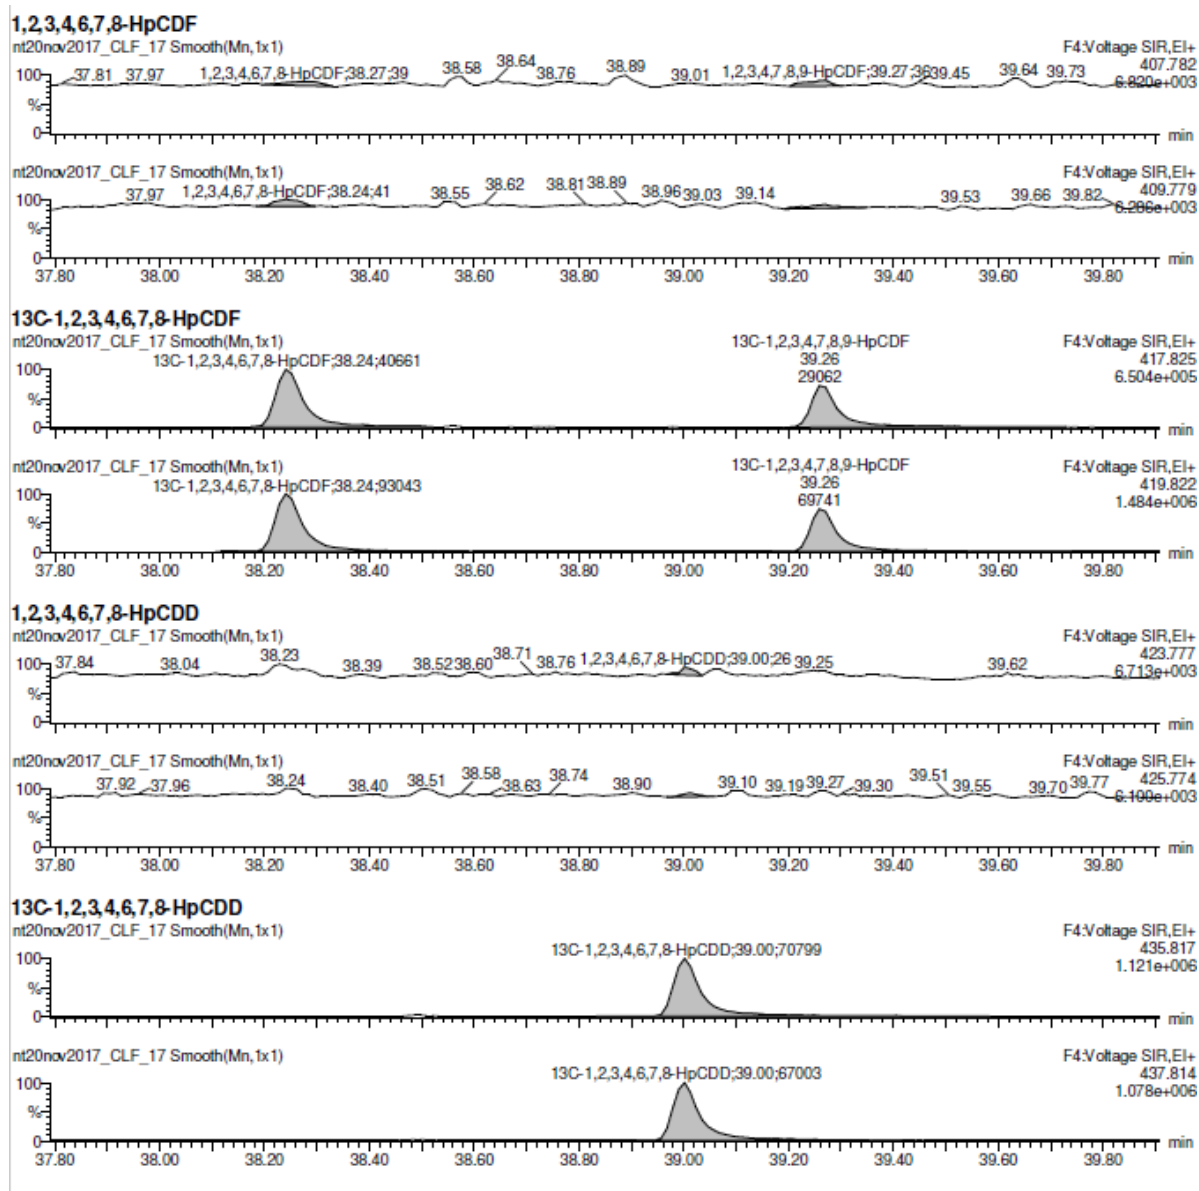 1,2,3,4,6,7,8-HpCDF
nt20nov2017_CLF_17 Smooth(Mn,1x1)
F4:Voltage SIR,EI+
407.782
6.820e+003
100
%
0
37.81 37.97 1,2,3,4,6,7,8-HpCDF;38.27;39 38.58 38.64 38.76 38.89 39.01 1,2,3,4,7,8,9-HpCDF;39.27;36 39.45 39.64 39.73
min
nt20nov2017_CLF_17 Smooth(Mn,1x1)
F4:Voltage SIR,EI+
409.779
6.286e+003
100
%
0
37.97 1,2,3,4,6,7,8-HpCDF;38.24;41 38.55 38.62 38.81 38.89 38.96 39.03 39.14 39.53 39.66 39.82
min
37.80 38.00 38.20 38.40 38.60 38.80 39.00 39.20 39.40 39.60 39.80
13C-1,2,3,4,6,7,8-HpCDF
nt20nov2017_CLF_17 Smooth(Mn,1x1)
F4:Voltage SIR,EI+
417.825
6.504e+005
13C-1,2,3,4,6,7,8-HpCDF;38.24;40661
13C-1,2,3,4,7,8,9-HpCDF
39.26
29062
100
%
0
min
nt20nov2017_CLF_17 Smooth(Mn,1x1)
F4:Voltage SIR,EI+
419.822
1.484e+006
13C-1,2,3,4,6,7,8-HpCDF;38.24;93043
13C-1,2,3,4,7,8,9-HpCDF
39.26
69741
100
%
0
min
37.80 38.00 38.20 38.40 38.60 38.80 39.00 39.20 39.40 39.60 39.80
1,2,3,4,6,7,8-HpCDD
nt20nov2017_CLF_17 Smooth(Mn,1x1)
F4:Voltage SIR,EI+
423.777
6.713e+003
100
%
0
37.84 38.04 38.23 38.39 38.52 38.60 38.71 38.76 1,2,3,4,6,7,8-HpCDD;39.00;26 39.25 39.62
min
nt20nov2017_CLF_17 Smooth(Mn,1x1)
F4:Voltage SIR,EI+
425.774
6.100e+003
100
%
0
37.92 37.96 38.24 38.40 38.51 38.58 38.63 38.74 38.90 39.10 39.19 39.27 39.30 39.51 39.55 39.70 39.77
min
37.80 38.00 38.20 38.40 38.60 38.80 39.00 39.20 39.40 39.60 39.80
13C-1,2,3,4,6,7,8-HpCDD
nt20nov2017_CLF_17 Smooth(Mn,1x1)
F4:Voltage SIR,EI+
435.817
1.121e+006
13C-1,2,3,4,6,7,8-HpCDD;39.00;70799
100
%
0
min
nt20nov2017_CLF_17 Smooth(Mn,1x1)
F4:Voltage SIR,EI+
437.814
1.078e+006
13C-1,2,3,4,6,7,8-HpCDD;39.00;67003
100
%
0
min
37.80 38.00 38.20 38.40 38.60 38.80 39.00 39.20 39.40 39.60 39.80